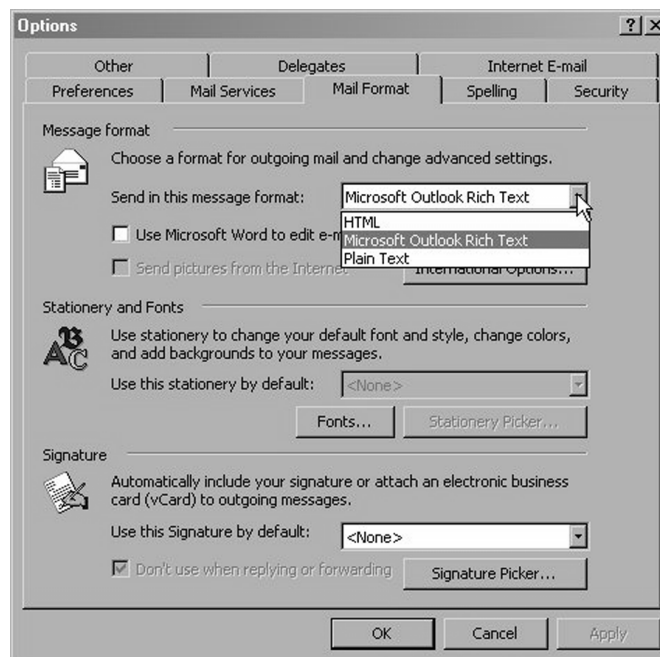 Options
Other Delegates Internet E-mail
Preferences Mail Services Mail Format Spelling Security
Message format
Choose a format for outgoing mail and change advanced settings.
Send in this message format: Microsoft Outlook Rich Text
HTML
Use Microsoft Word to edit e-m
Microsoft Outlook Rich Text
Plain Text
Send pictures from the Internet
International Options...
Stationery and Fonts
Use stationery to change your default font and style, change colors,
and add backgrounds to your messages.
Use this stationery by default: <None>
Fonts... Stationery Picker...
Signature
Automatically include your signature or attach an electronic business
card (vCard) to outgoing messages.
Use this Signature by default: <None>
Don't use when replying or forwarding Signature Picker...
OK Cancel Apply